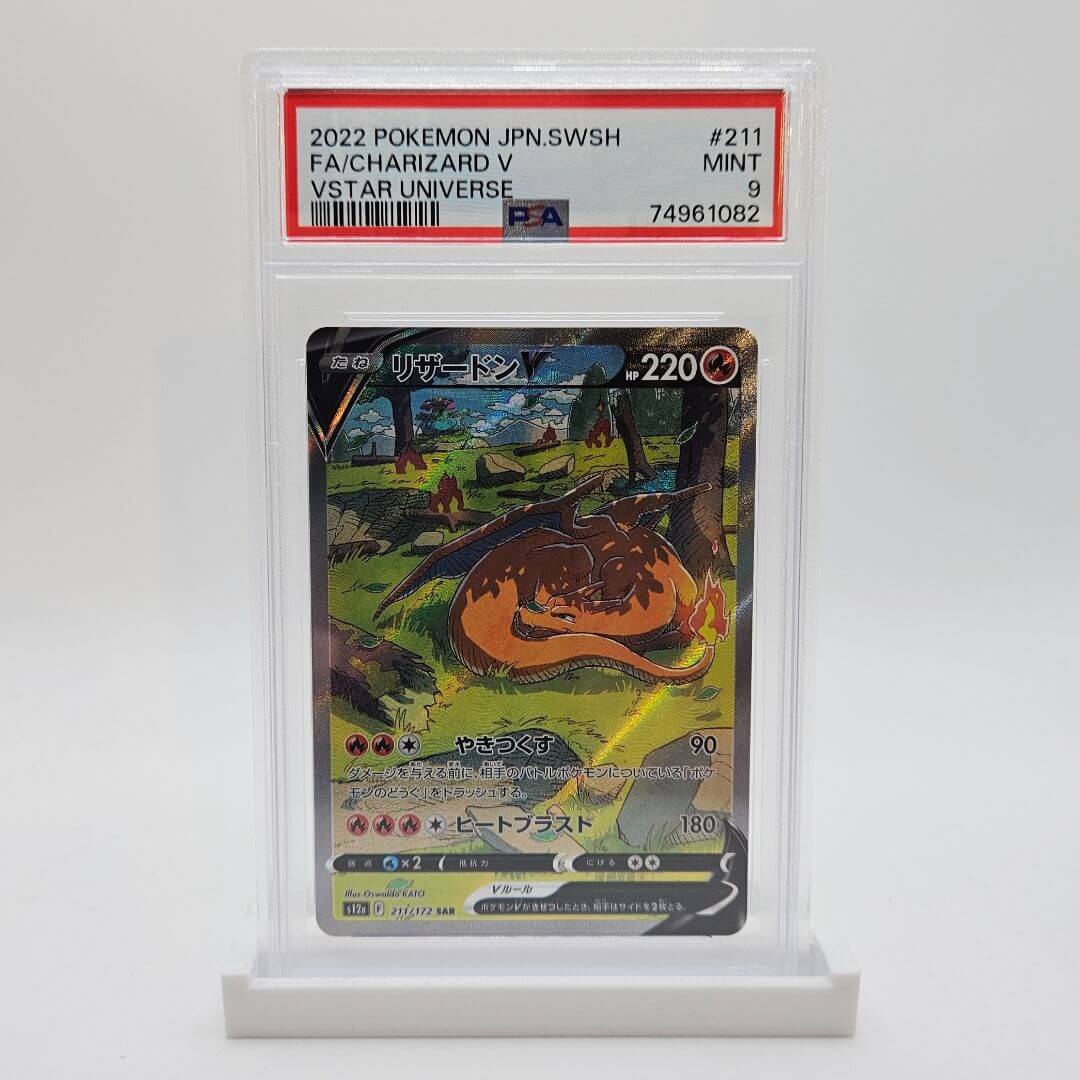 2022 POKEMON JPN.SWSH #211
FA/CHARIZARD V MINT
VSTAR UNIVERSE 9
PSA 74961082
たね リザードンV HP 220
やきつくす 90
ダメージを与える前に、相手のバトルポケモンについている「ポケ
モンのどうぐ」をトラッシュする。
ヒートブラスト 180
弱点 ×2 抵抗力 にげる
Illus.Oswaldo KATO
Vルール
s12a F 211/172 SAR
ポケモンVがきぜつしたとき、相手はサイドを2枚とる。